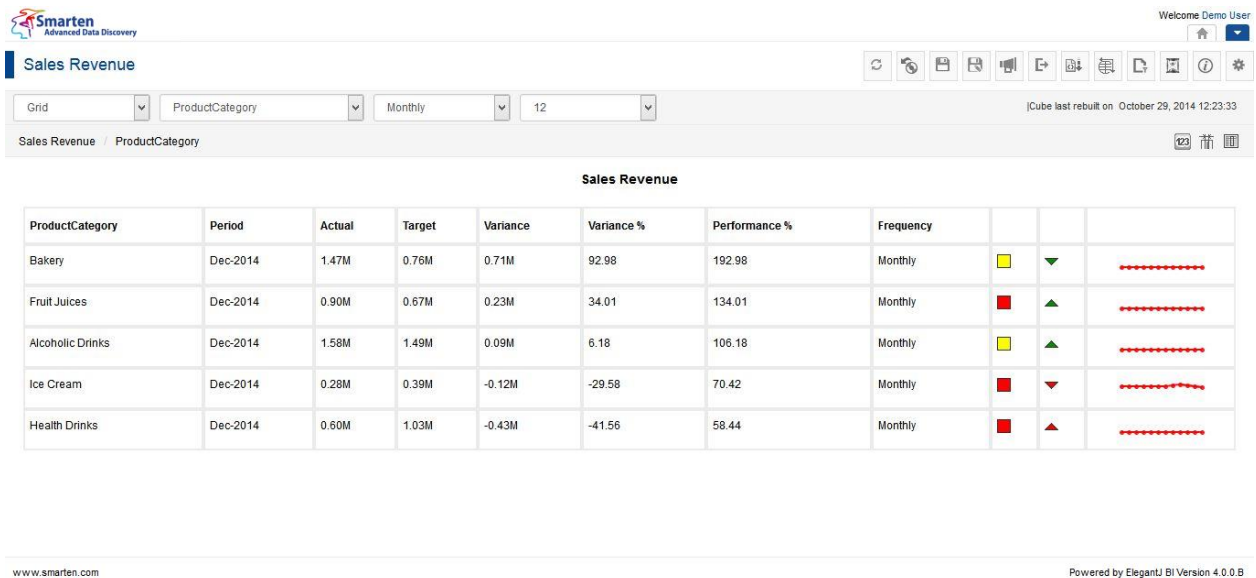 Smarten
Advanced Data Discovery
Welcome Demo User
Sales Revenue
Grid ProductCategory Monthly 12 |Cube last rebuilt on October 29, 2014 12:23:33
Sales Revenue / ProductCategory 123
Sales Revenue
ProductCategory Period Actual Target Variance Variance % Performance % Frequency
Bakery Dec-2014 1.47M 0.76M 0.71M 92.98 192.98 Monthly
Fruit Juices Dec-2014 0.90M 0.67M 0.23M 34.01 134.01 Monthly
Alcoholic Drinks Dec-2014 1.58M 1.49M 0.09M 6.18 106.18 Monthly
Ice Cream Dec-2014 0.28M 0.39M -0.12M -29.58 70.42 Monthly
Health Drinks Dec-2014 0.60M 1.03M -0.43M -41.56 58.44 Monthly
www.smarten.com Powered by ElegantJ BI Version 4.0.0.B